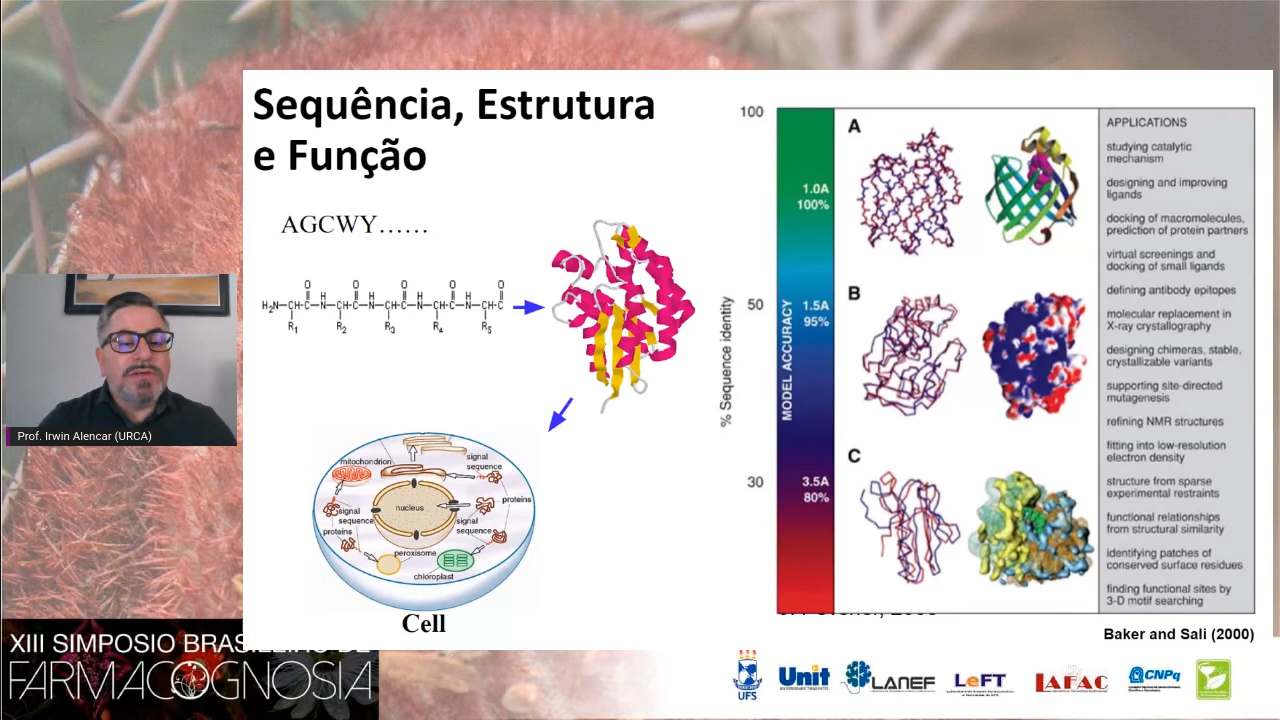 Sequência, Estrutura
e Função
AGCWY……
H₂N
H
C
O
C
H
N
H
C
O
C
H
N
H
C
O
C
H
N
H
C
O
C
H
N
H
C
O
C
R₁
R₂
R₃
R₄
R₅
mitochondrion
signal
sequence
proteins
nucleus
signal
sequence
signal
sequence
proteins
peroxisome
chloroplast
Cell
% Sequence identity
100
50
30
MODEL ACCURACY
1.0A
100%
1.5A
95%
3.5A
80%
A
B
C
APPLICATIONS
studying catalytic
mechanism
designing and improving
ligands
docking of macromolecules,
prediction of protein partners
virtual screenings and
docking of small ligands
defining antibody epitopes
molecular replacement in
X-ray crystallography
designing chimeras, stable,
crystallizable variants
supporting site-directed
mutagenesis
refining NMR structures
fitting into low-resolution
electron density
structure from sparse
experimental restraints
functional relationships
from structural similarity
identifying patches of
conserved surface residues
finding functional sites by
3-D motif searching
Baker and Sali (2000)
Prof. Irwin Alencar (URCA)
XIII SIMPOSIO BRASILEIRO DE
FARMACOGNOSIA
UFS
Unit
LANEF
LeFT
LAFAC
CNPq